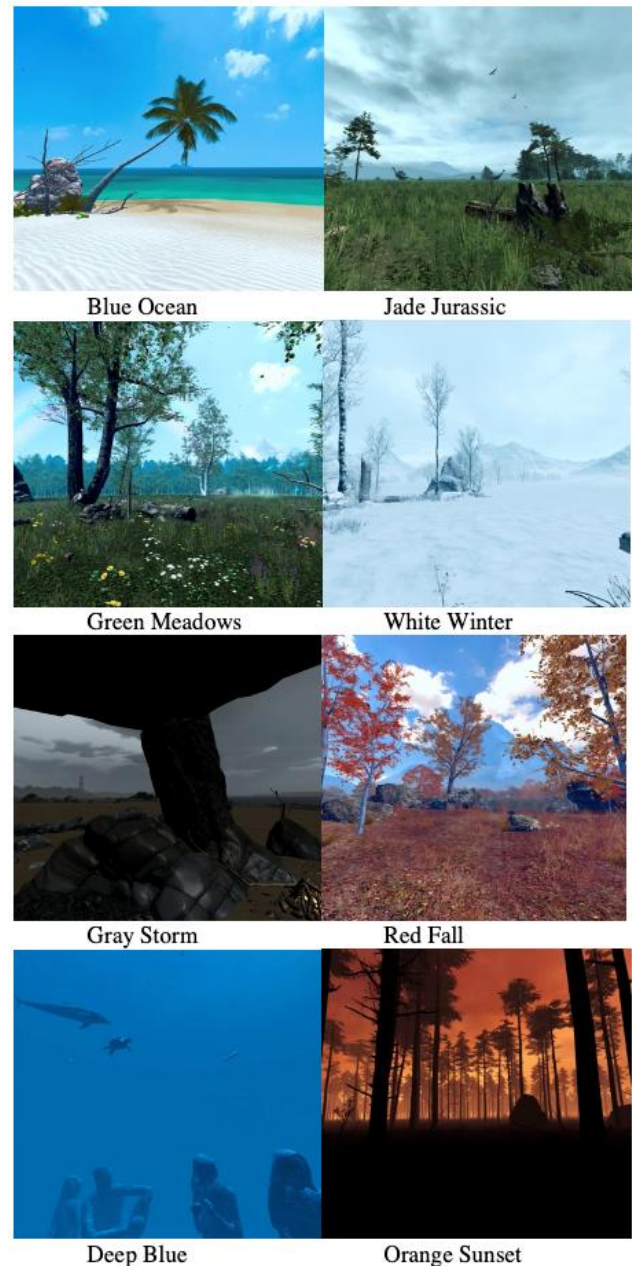 Blue Ocean
Jade Jurassic
Green Meadows
White Winter
Gray Storm
Red Fall
Deep Blue
Orange Sunset